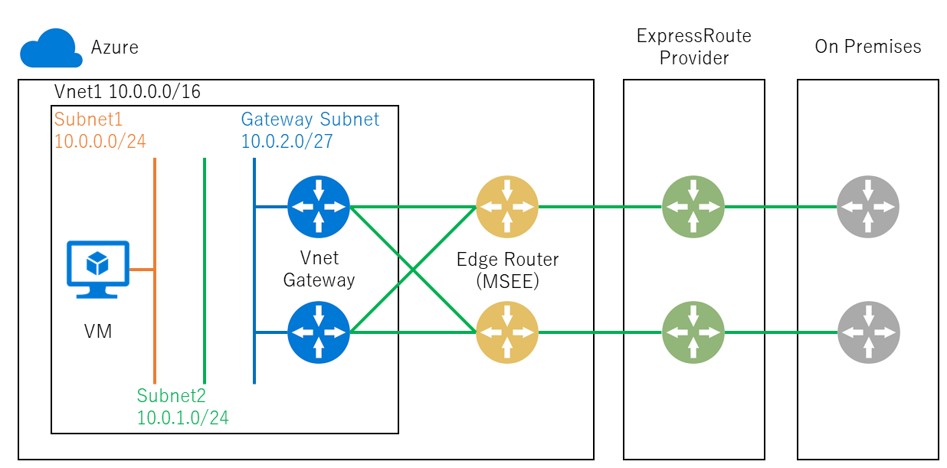 Azure
ExpressRoute
Provider
On Premises
Vnet1 10.0.0.0/16
Subnet1
10.0.0.0/24
Gateway Subnet
10.0.2.0/27
Vnet
Gateway
Edge Router
(MSEE)
VM
Subnet2
10.0.1.0/24